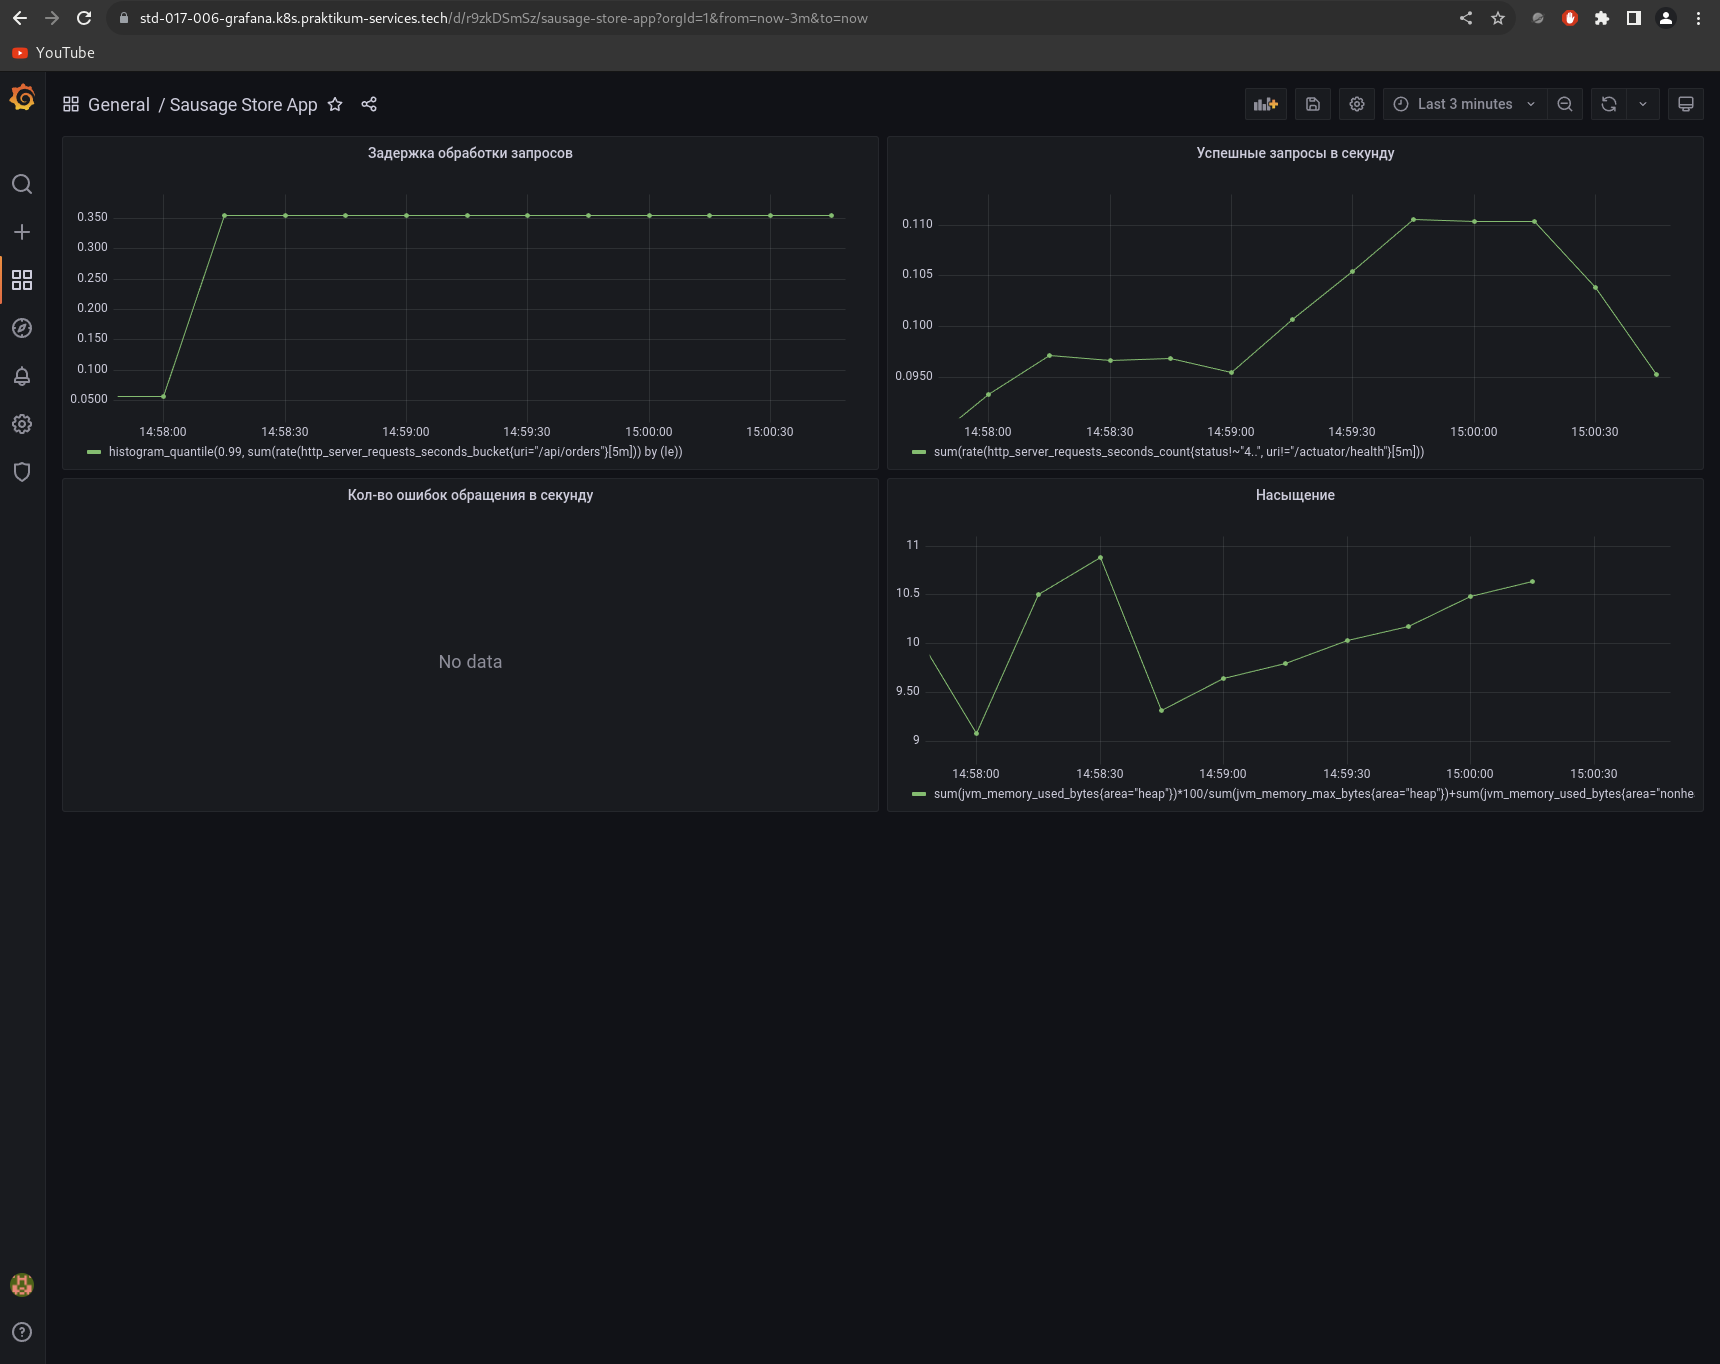 std-017-006-grafana.k8s.praktikum-services.tech/d/r9zkDSmSz/sausage-store-app?orgId=1&from=now-3m&to=now
YouTube
General / Sausage Store App
Last 3 minutes
Задержка обработки запросов
0.350
0.300
0.250
0.200
0.150
0.100
0.0500
14:58:00 14:58:30 14:59:00 14:59:30 15:00:00 15:00:30
histogram_quantile(0.99, sum(rate(http_server_requests_seconds_bucket{uri="/api/orders"}[5m])) by (le))
Успешные запросы в секунду
0.110
0.105
0.100
0.0950
14:58:00 14:58:30 14:59:00 14:59:30 15:00:00 15:00:30
sum(rate(http_server_requests_seconds_count{status!~"4..", uri!="/actuator/health"}[5m]))
Кол-во ошибок обращения в секунду
No data
Насыщение
11
10.5
10
9.50
9
14:58:00 14:58:30 14:59:00 14:59:30 15:00:00 15:00:30
sum(jvm_memory_used_bytes{area="heap"})*100/sum(jvm_memory_max_bytes{area="heap"})+sum(jvm_memory_used_bytes{area="nonhe